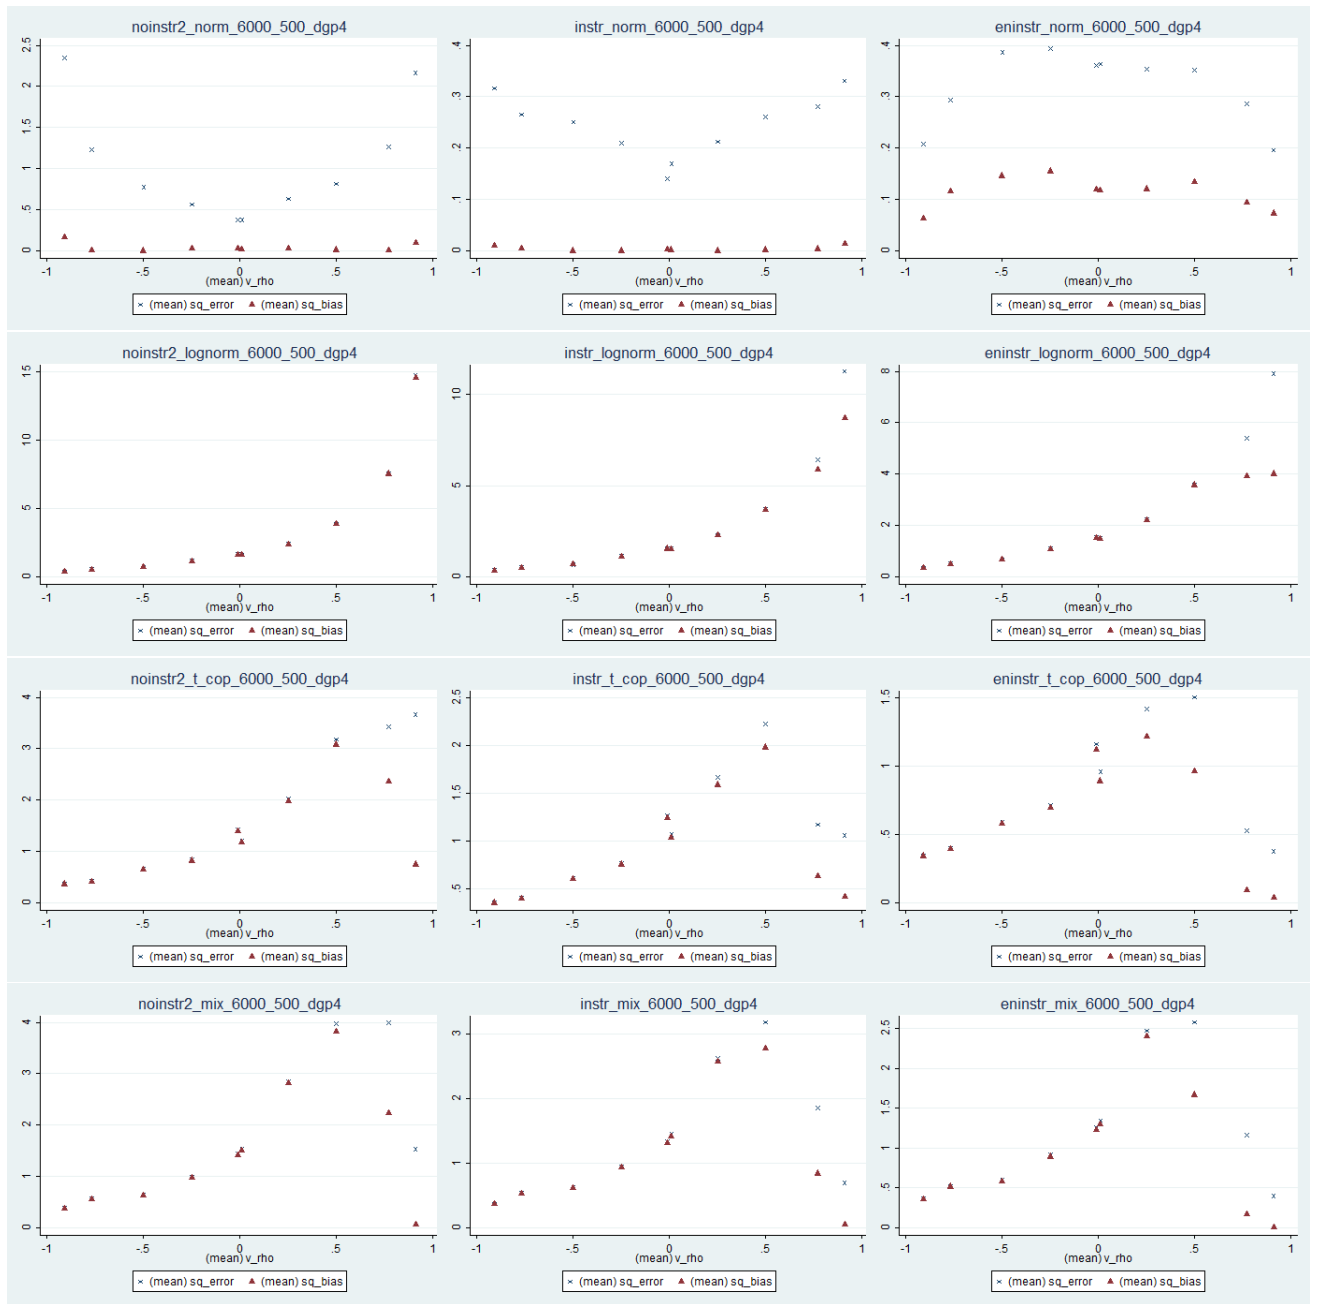 noinstr2_norm_6000_500_dgp4
2.5
2
1.5
1
.5
0
-1 -.5 0 .5 1
(mean) v_rho
(mean) sq_error (mean) sq_bias
instr_norm_6000_500_dgp4
.4
.3
.2
.1
0
-1 -.5 0 .5 1
(mean) v_rho
(mean) sq_error (mean) sq_bias
eninstr_norm_6000_500_dgp4
.4
.3
.2
.1
0
-1 -.5 0 .5 1
(mean) v_rho
(mean) sq_error (mean) sq_bias
noinstr2_lognorm_6000_500_dgp4
15
10
5
0
-1 -.5 0 .5 1
(mean) v_rho
(mean) sq_error (mean) sq_bias
instr_lognorm_6000_500_dgp4
10
5
0
-1 -.5 0 .5 1
(mean) v_rho
(mean) sq_error (mean) sq_bias
eninstr_lognorm_6000_500_dgp4
8
6
4
2
0
-1 -.5 0 .5 1
(mean) v_rho
(mean) sq_error (mean) sq_bias
noinstr2_t_cop_6000_500_dgp4
4
3
2
1
0
-1 -.5 0 .5 1
(mean) v_rho
(mean) sq_error (mean) sq_bias
instr_t_cop_6000_500_dgp4
2.5
2
1.5
1
.5
-1 -.5 0 .5 1
(mean) v_rho
(mean) sq_error (mean) sq_bias
eninstr_t_cop_6000_500_dgp4
1.5
1
.5
0
-1 -.5 0 .5 1
(mean) v_rho
(mean) sq_error (mean) sq_bias
noinstr2_mix_6000_500_dgp4
4
3
2
1
0
-1 -.5 0 .5 1
(mean) v_rho
(mean) sq_error (mean) sq_bias
instr_mix_6000_500_dgp4
3
2
1
0
-1 -.5 0 .5 1
(mean) v_rho
(mean) sq_error (mean) sq_bias
eninstr_mix_6000_500_dgp4
2.5
2
1.5
1
.5
0
-1 -.5 0 .5 1
(mean) v_rho
(mean) sq_error (mean) sq_bias